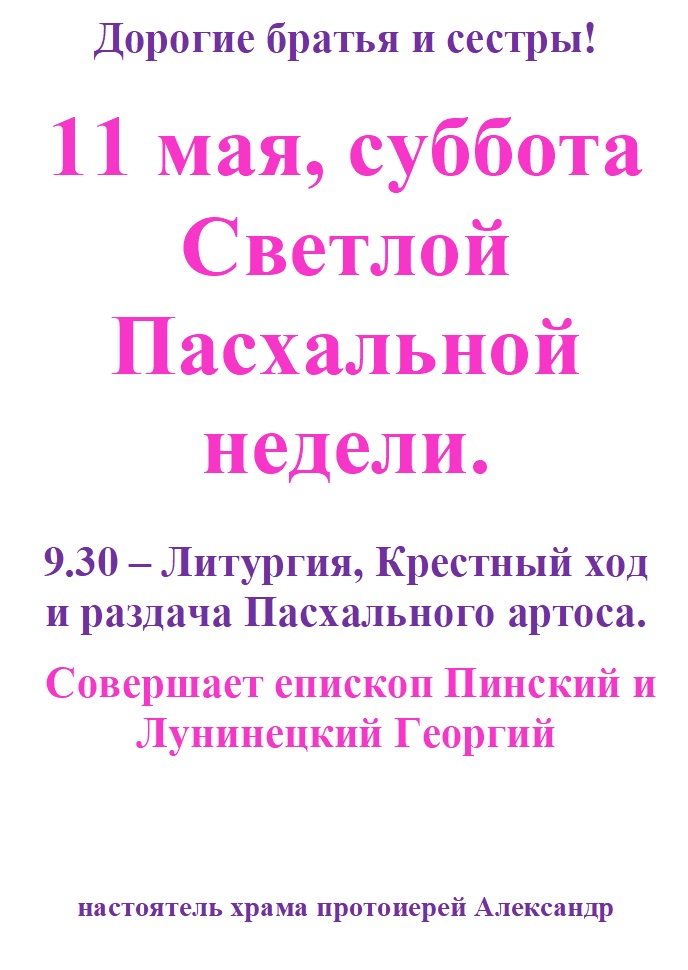 Дорогие братья и сестры!
11 мая, суббота
Светлой
Пасхальной
недели.
9.30 – Литургия, Крестный ход
и раздача Пасхального артоса.
Совершает епископ Пинский и
Лунинецкий Георгий
настоятель храма протоиерей Александр